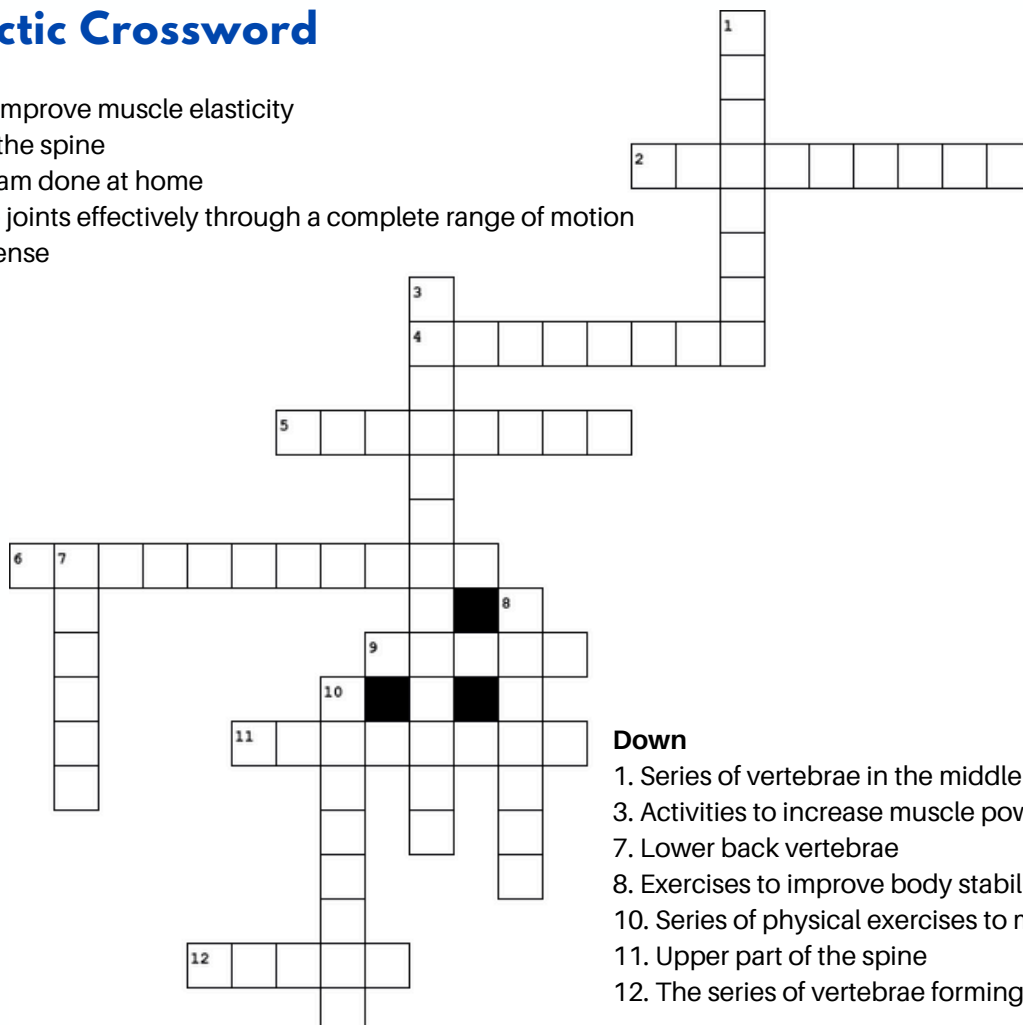 ctic Crossword
mprove muscle elasticity
the spine
am done at home
joints effectively through a complete range of motion
ense
1
2
3
4
5
6 7
8
9
10
11
Down
1. Series of vertebrae in the middle
3. Activities to increase muscle pow
7. Lower back vertebrae
8. Exercises to improve body stabil
10. Series of physical exercises to r
11. Upper part of the spine
12. The series of vertebrae forming
12